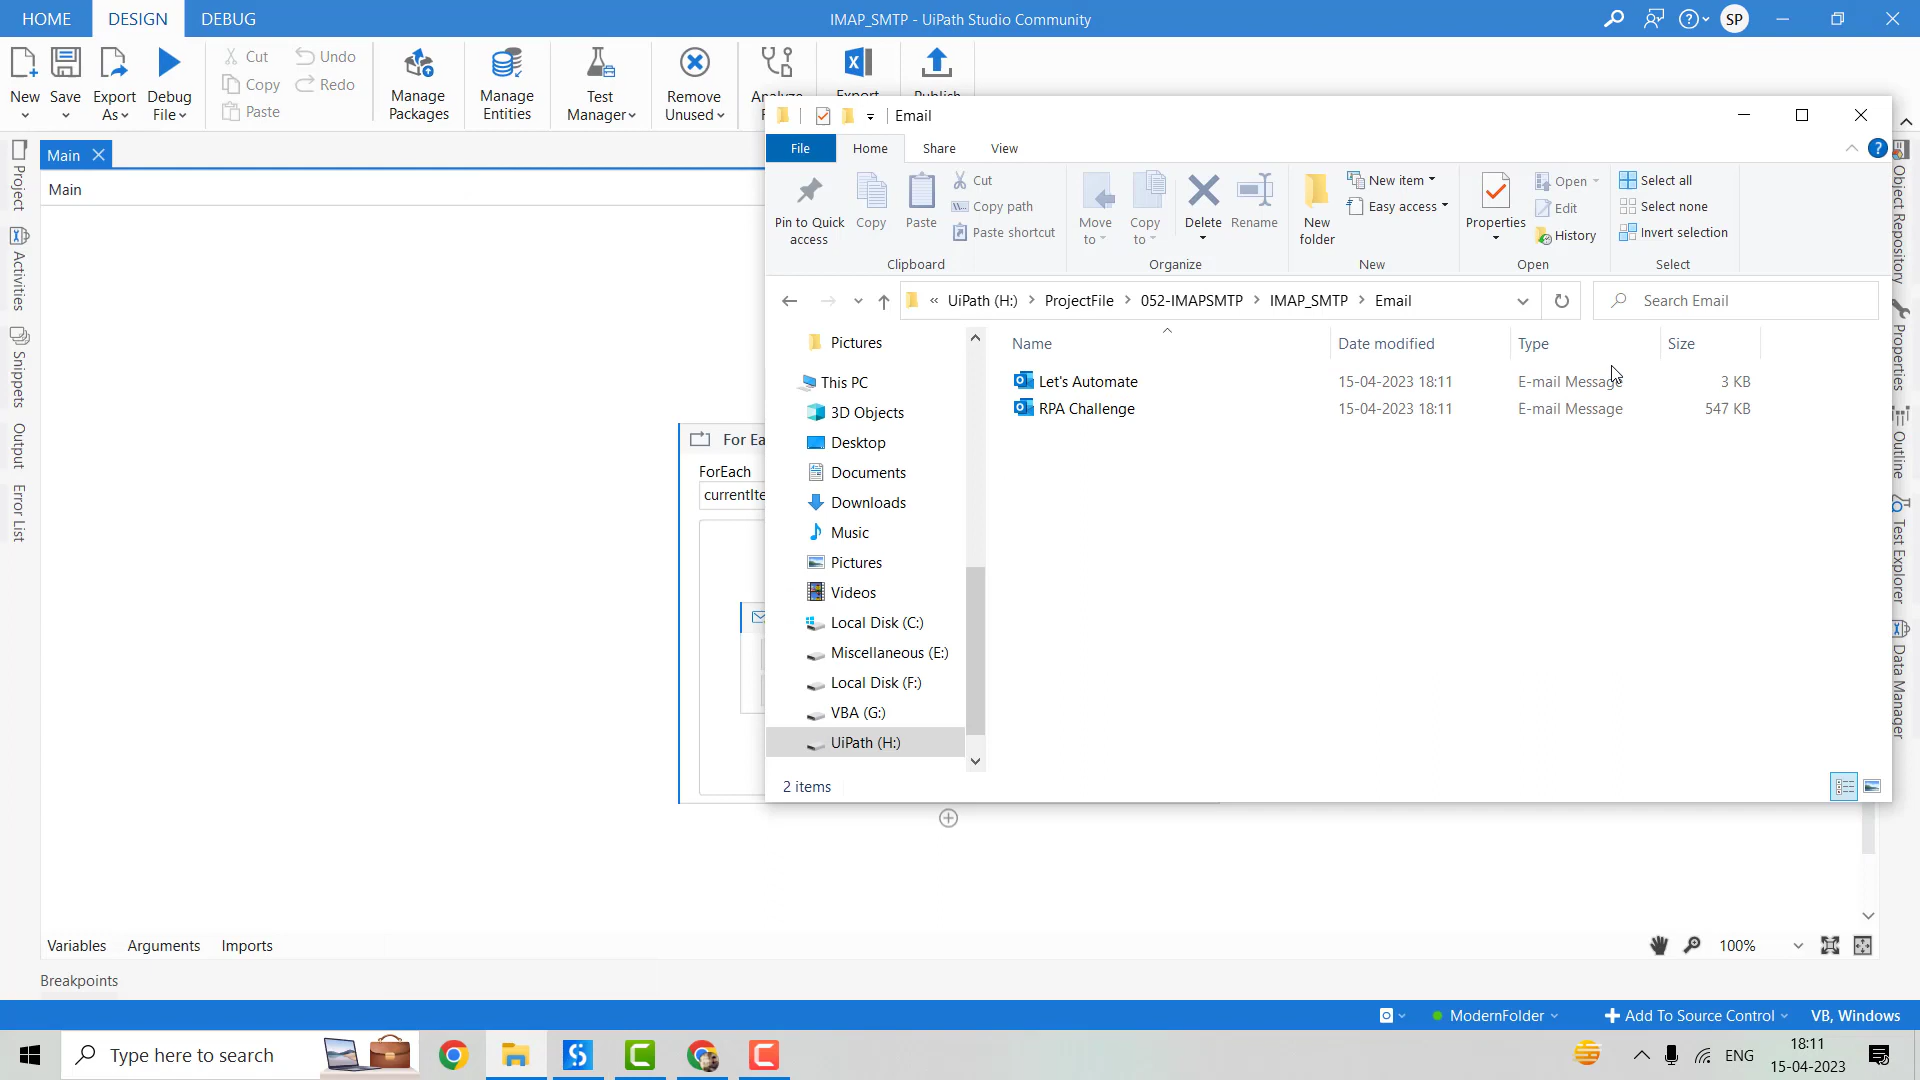 HOME
DESIGN
DEBUG
IMAP_SMTP - UiPath Studio Community
SP
New
Save
Export As
Debug File
Cut
Copy
Paste
Undo
Redo
Manage Packages
Manage Entities
Test Manager
Remove Unused
Main
Main
Project
Activities
Snippets
Output
Error List
ForEach
Email
File
Home
Share
View
Pin to Quick access
Copy
Paste
Cut
Copy path
Paste shortcut
Clipboard
Move to
Copy to
Delete
Rename
Organize
New folder
New item
Easy access
New
Properties
Open
Edit
History
Open
Select all
Select none
Invert selection
Select
« UiPath (H:) > ProjectFile > 052-IMAPSMTP > IMAP_SMTP > Email
Search Email
Name
Date modified
Type
Size
Let's Automate
15-04-2023 18:11
E-mail Message
3 KB
RPA Challenge
15-04-2023 18:11
E-mail Message
547 KB
Pictures
This PC
3D Objects
Desktop
Documents
Downloads
Music
Pictures
Videos
Local Disk (C:)
Miscellaneous (E:)
Local Disk (F:)
VBA (G:)
UiPath (H:)
2 items
Object Repository
Properties
Outline
Test Explorer
Data Manager
Variables
Arguments
Imports
100%
Breakpoints
ModernFolder
Add To Source Control
VB, Windows
Type here to search
ENG
18:11
15-04-2023